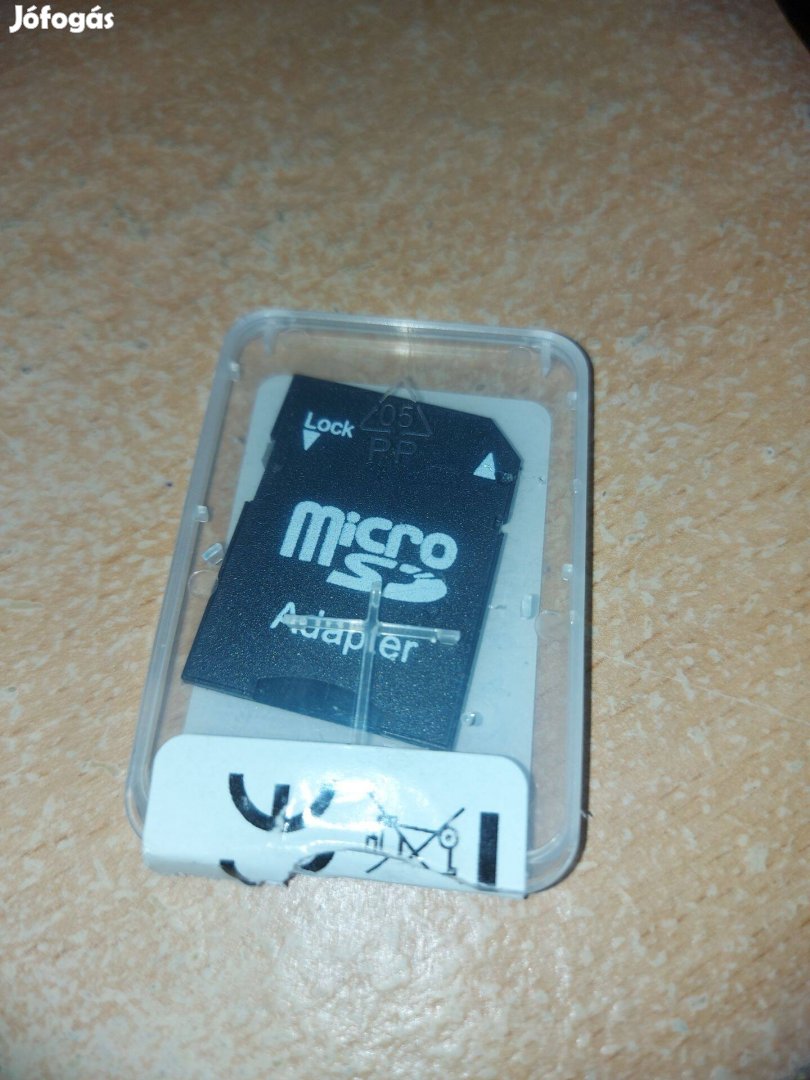 Jófogás
05
PP
Lock
micro
SD
Adapter